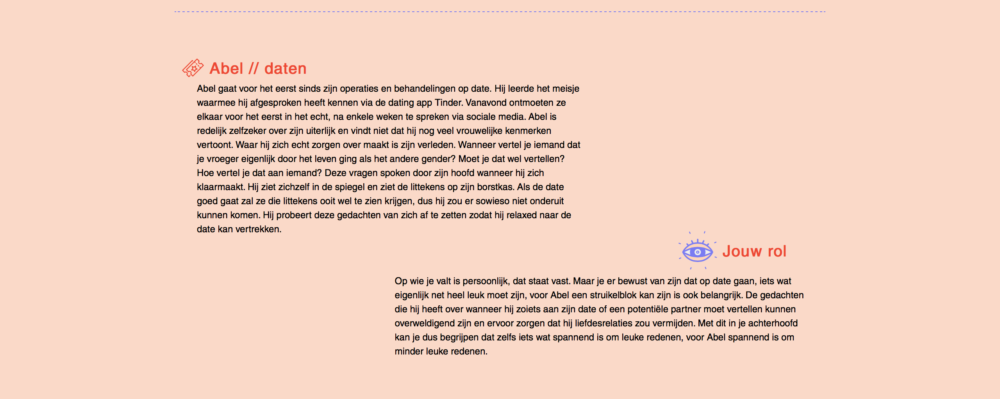 Abel // daten
Abel gaat voor het eerst sinds zijn operaties en behandelingen op date. Hij leerde het meisje
waarmee hij afgesproken heeft kennen via de dating app Tinder. Vanavond ontmoeten ze
elkaar voor het eerst in het echt, na enkele weken te spreken via sociale media. Abel is
redelijk zelfzeker over zijn uiterlijk en vindt niet dat hij nog veel vrouwelijke kenmerken
vertoont. Waar hij zich echt zorgen over maakt is zijn verleden. Wanneer vertel je iemand dat
je vroeger eigenlijk door het leven ging als het andere gender? Moet je dat wel vertellen?
Hoe vertel je dat aan iemand? Deze vragen spoken door zijn hoofd wanneer hij zich
klaarmaakt. Hij ziet zichzelf in de spiegel en ziet de littekens op zijn borstkas. Als de date
goed gaat zal ze die littekens ooit wel te zien krijgen, dus hij zou er sowieso niet onderuit
kunnen komen. Hij probeert deze gedachten van zich af te zetten zodat hij relaxed naar de
date kan vertrekken.
Jouw rol
Op wie je valt is persoonlijk, dat staat vast. Maar je er bewust van zijn dat op date gaan, iets wat
eigenlijk net heel leuk moet zijn, voor Abel een struikelblok kan zijn is ook belangrijk. De gedachten
die hij heeft over wanneer hij zoiets aan zijn date of een potentiële partner moet vertellen kunnen
overweldigend zijn en ervoor zorgen dat hij liefdesrelaties zou vermijden. Met dit in je achterhoofd
kan je dus begrijpen dat zelfs iets wat spannend is om leuke redenen, voor Abel spannend is om
minder leuke redenen.